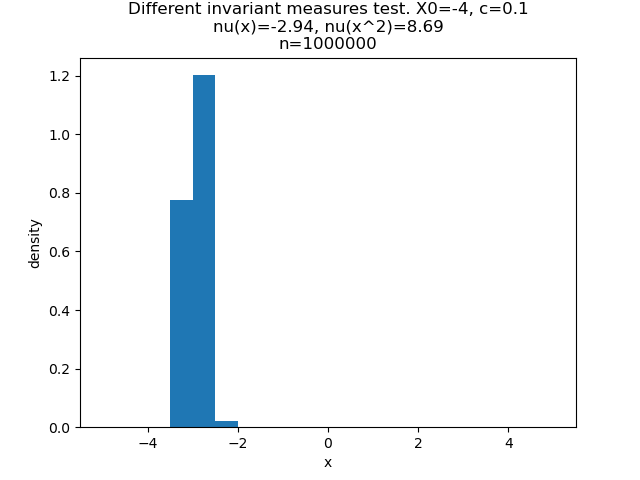 Different invariant measures test. X0=-4, c=0.1
nu(x)=-2.94, nu(x^2)=8.69
n=1000000
1.2
1.0
0.8
0.6
0.4
0.2
0.0
density
−4
−2
0
2
4
x